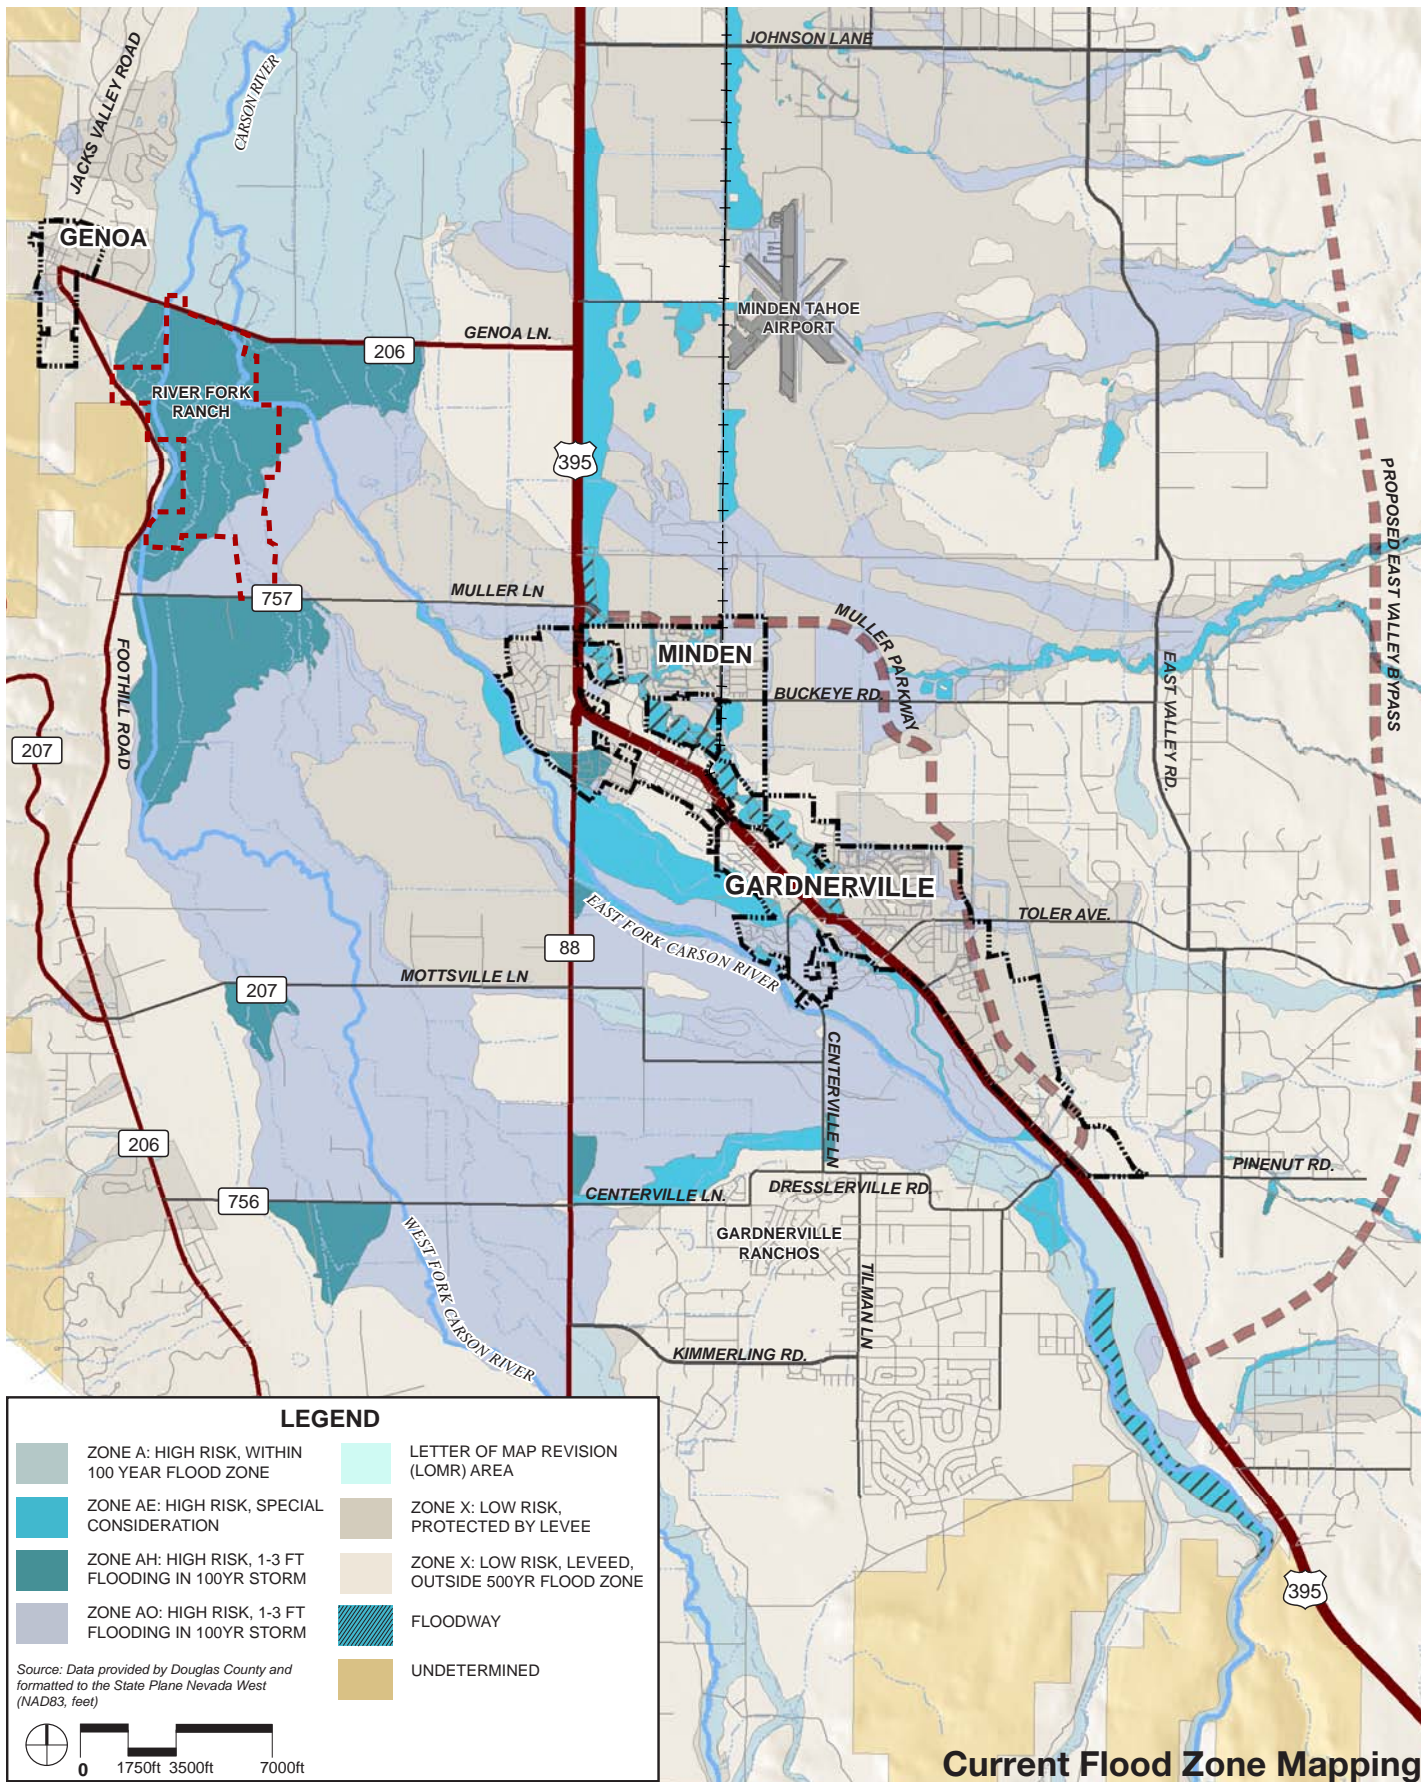 JOHNSON LANE
JACKS VALLEY ROAD
CARSON RIVER
GENOA
MINDEN TAHOE
AIRPORT
GENOA LN.
206
RIVER FORK
RANCH
395
PROPOSED EAST VALLEY BYPASS
757
MULLER LN
MULLER PARKWAY
MINDEN
FOOTHILL ROAD
EAST VALLEY RD.
BUCKEYE RD.
207
GARDNERVILLE
TOLER AVE.
EAST FORK CARSON RIVER
88
MOTTSVILLE LN
207
CENTERVILLE LN
206
PINENUT RD.
756
CENTERVILLE LN.
DRESSLERVILLE RD.
WEST FORK CARSON RIVER
GARDNERVILLE
RANCHOS
TILMAN LN
KIMMERLING RD.
LEGEND
ZONE A: HIGH RISK, WITHIN
100 YEAR FLOOD ZONE
ZONE AE: HIGH RISK, SPECIAL
CONSIDERATION
ZONE AH: HIGH RISK, 1-3 FT
FLOODING IN 100YR STORM
ZONE AO: HIGH RISK, 1-3 FT
FLOODING IN 100YR STORM
LETTER OF MAP REVISION
(LOMR) AREA
ZONE X: LOW RISK,
PROTECTED BY LEVEE
ZONE X: LOW RISK, LEVEED,
OUTSIDE 500YR FLOOD ZONE
FLOODWAY
UNDETERMINED
Source: Data provided by Douglas County and
formatted to the State Plane Nevada West
(NAD83, feet)
0 1750ft 3500ft 7000ft
395
Current Flood Zone Mapping